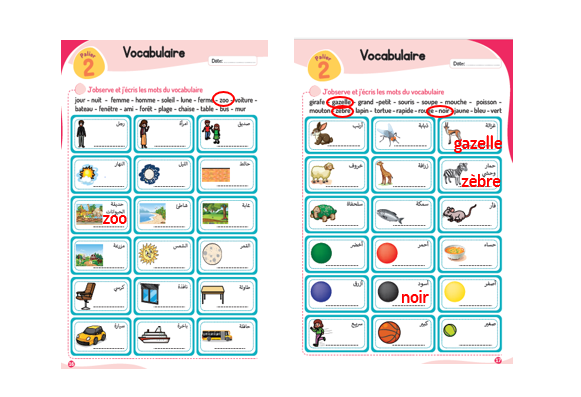 Palier
2
Vocabulaire
Date:
J'observe et j'écris les mots du vocabulaire
jour - nuit - femme - homme - soleil - lune - ferme - zoo - voiture -
bateau - fenêtre - ami - forêt - plage - chaise - table - bus - mur
رجل
امرأة
صديق
النهار
الليل
حائط
حديقة الحيوانات
zoo
شاطئ
غابة
مزرعة
الشمس
القمر
كرسي
نافذة
طاولة
سيارة
باخرة
حافلة
36
Palier
2
Vocabulaire
Date:
J'observe et j'écris les mots du vocabulaire
girafe - gazelle - grand - petit - souris - soupe - mouche - poisson -
mouton - zèbre - lapin - tortue - rapide - rouge - noir - jaune - bleu - vert
أرنب
ذبابة
غزالة
gazelle
خروف
زرافة
حمار وحشي
zèbre
سلحفاة
سمكة
فأر
أخضر
أحمر
حساء
أزرق
أسود
noir
أصفر
سريع
كبير
صغير
37